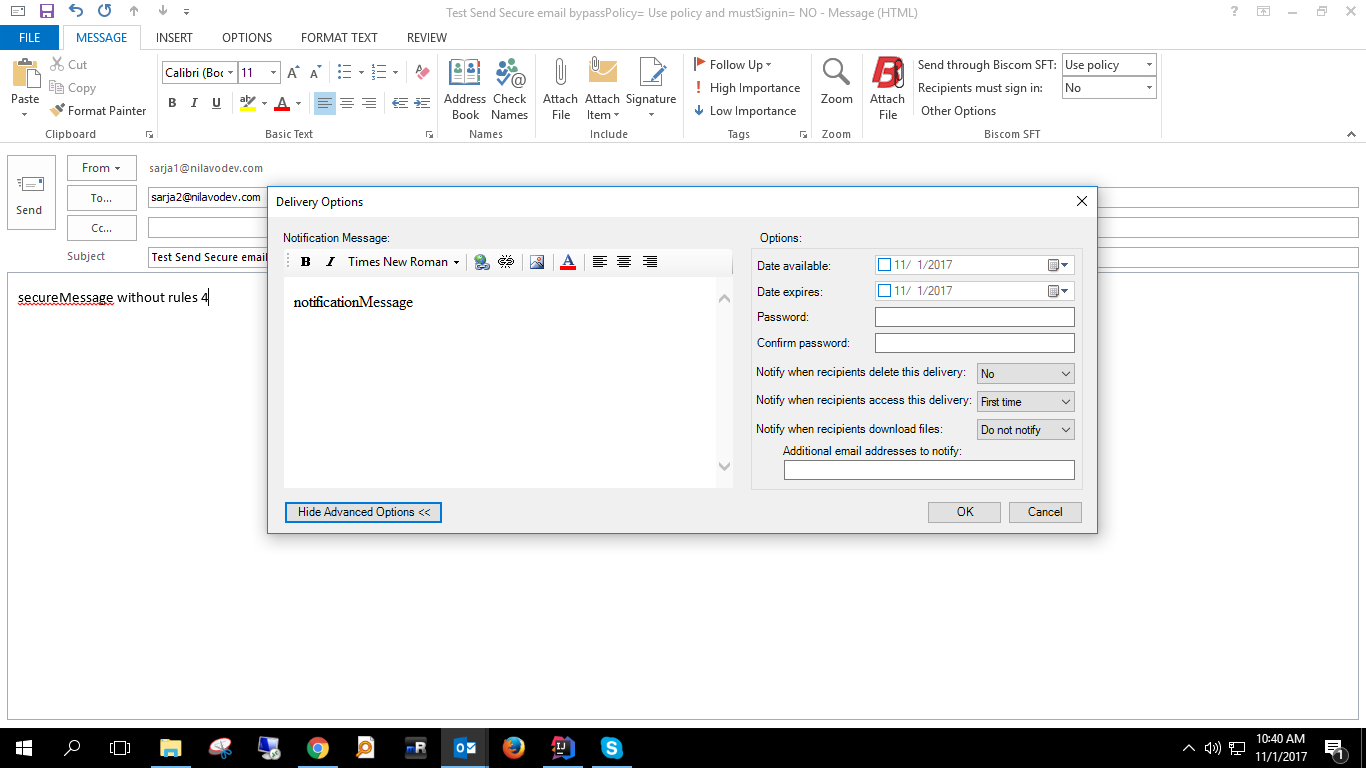 Test Send Secure email bypassPolicy= Use policy and mustSignin= NO - Message (HTML)
FILE MESSAGE INSERT OPTIONS FORMAT TEXT REVIEW
Paste
Cut
Copy
Format Painter
Clipboard
Calibri (Boc 11
B I U
Basic Text
Address Book
Check Names
Names
Attach File
Attach Item
Signature
Include
Follow Up
High Importance
Low Importance
Tags
Zoom
Zoom
Attach File
Send through Biscom SFT: Use policy
Recipients must sign in: No
Other Options
Biscom SFT
Send
From sarja1@nilavodev.com
To... sarja2@nilavodev.com
Cc...
Subject Test Send Secure email
secureMessage without rules 4
Delivery Options
Notification Message:
B I Times New Roman A
notificationMessage
Hide Advanced Options <<
Options:
Date available: 11/ 1/2017
Date expires: 11/ 1/2017
Password:
Confirm password:
Notify when recipients delete this delivery: No
Notify when recipients access this delivery: First time
Notify when recipients download files: Do not notify
Additional email addresses to notify:
OK Cancel
10:40 AM
11/1/2017
1